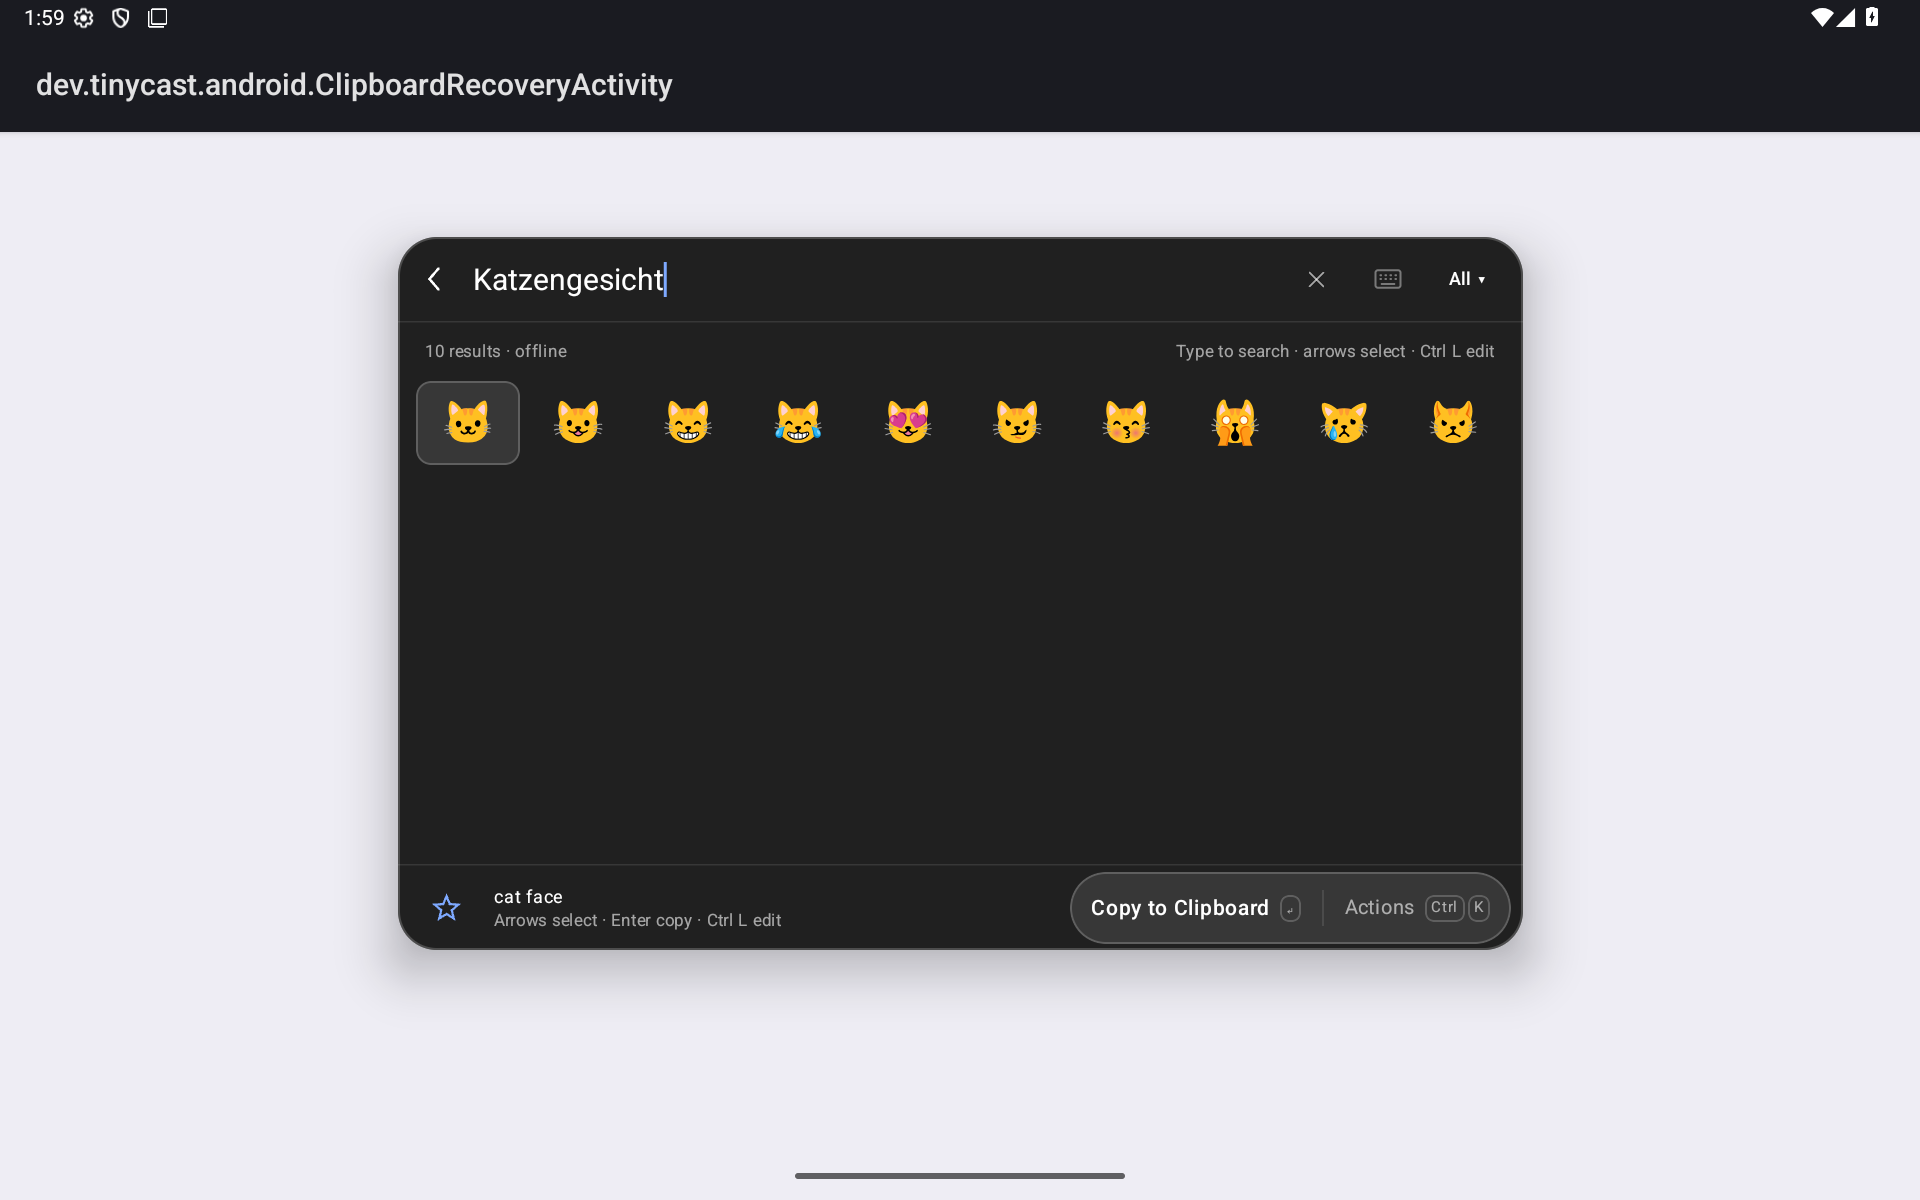 1:59
dev.tinycast.android.ClipboardRecoveryActivity
Katzengesicht
All ▾
10 results · offline
Type to search · arrows select · Ctrl L edit
cat face
Arrows select · Enter copy · Ctrl L edit
Copy to Clipboard ↵
Actions Ctrl K